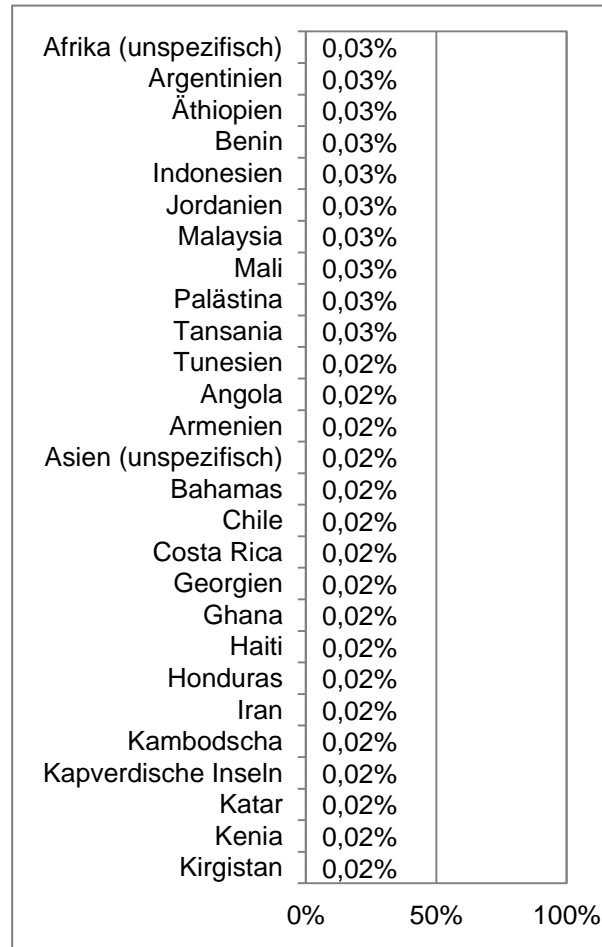 Afrika (unspezifisch) 0,03%
Argentinien 0,03%
Äthiopien 0,03%
Benin 0,03%
Indonesien 0,03%
Jordanien 0,03%
Malaysia 0,03%
Mali 0,03%
Palästina 0,03%
Tansania 0,03%
Tunesien 0,02%
Angola 0,02%
Armenien 0,02%
Asien (unspezifisch) 0,02%
Bahamas 0,02%
Chile 0,02%
Costa Rica 0,02%
Georgien 0,02%
Ghana 0,02%
Haiti 0,02%
Honduras 0,02%
Iran 0,02%
Kambodscha 0,02%
Kapverdische Inseln 0,02%
Katar 0,02%
Kenia 0,02%
Kirgistan 0,02%
0% 50% 100%